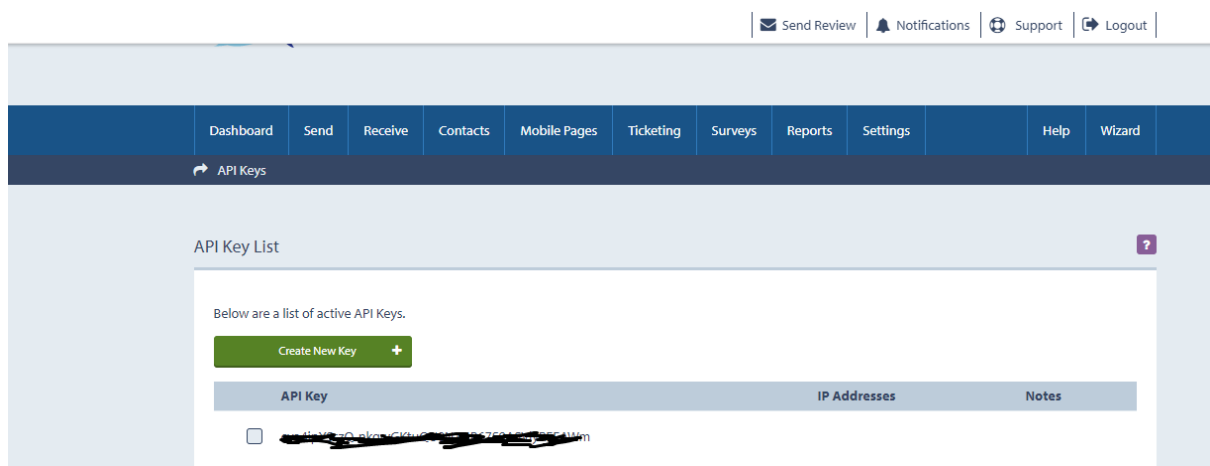 Send Review Notifications Support Logout
Dashboard Send Receive Contacts Mobile Pages Ticketing Surveys Reports Settings Help Wizard
API Keys
API Key List ?
Below are a list of active API Keys.
Create New Key +
API Key IP Addresses Notes